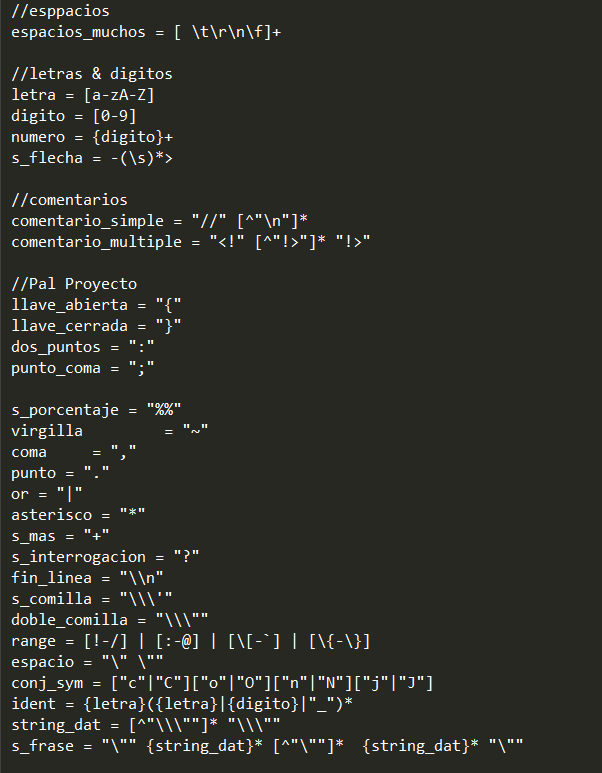 //esppacios
espacios_muchos = [ \t\r\n\f]+
//letras & digitos
letra = [a-zA-Z]
digito = [0-9]
numero = {digito}+
s_flecha = -(\s)*>
//comentarios
comentario_simple = "//" [^"\n"]*
comentario_multiple = "<!" [^"!>"]* "!>"
//Pal Proyecto
llave_abierta = "{"
llave_cerrada = "}"
dos_puntos = ":"
punto_coma = ";"
s_porcentaje = "%%"
virgilla         = "~"
coma     = ","
punto = "."
or = "|"
asterisco = "*"
s_mas = "+"
s_interrogacion = "?"
fin_linea = "\\n"
s_comilla = "\\\'"
doble_comilla = "\\\""
range = [!-/] | [:-@] | [\[-`] | [\{-\}]
espacio = "\" \""
conj_sym = ["c"|"C"]["o"|"O"]["n"|"N"]["j"|"J"]
ident = {letra}({letra}|{digito}|"_")*
string_dat = [^"\\\""]* "\\\""
s_frase = "\"" {string_dat}* [^"\""]*  {string_dat}* "\""